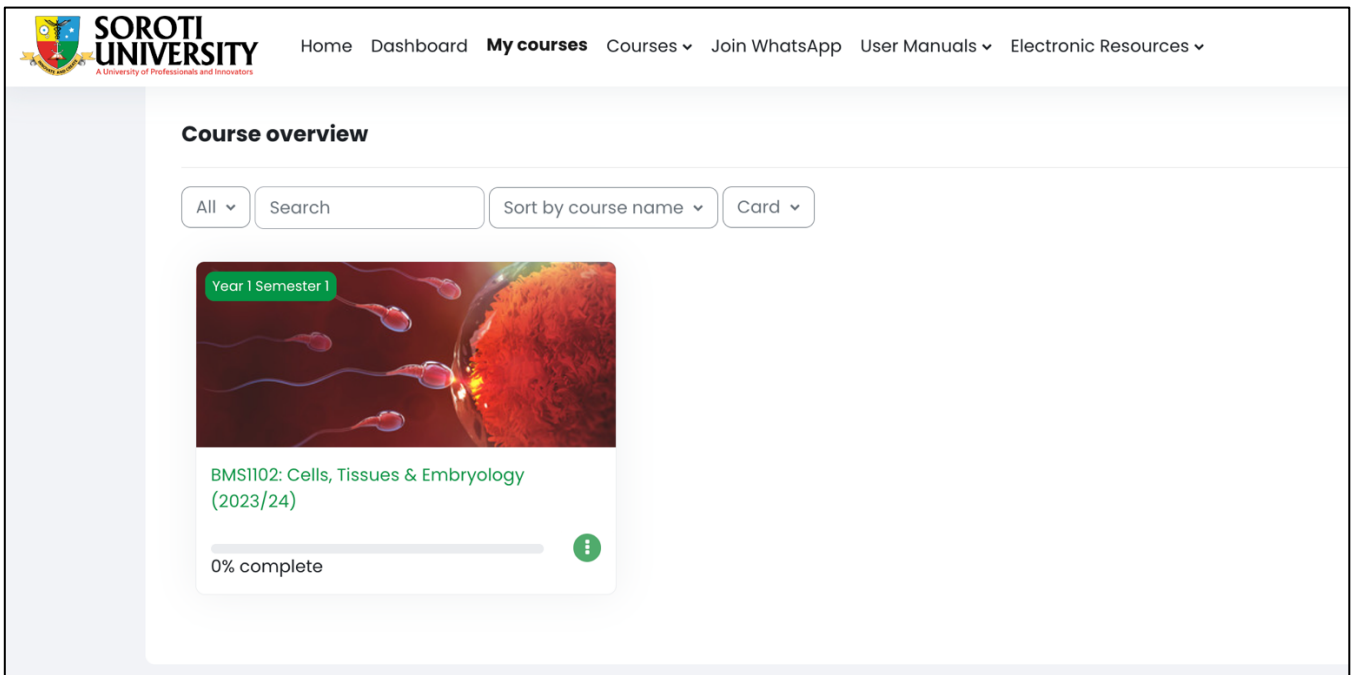 SOROTI
UNIVERSITY
A University of Professionals and Innovators
Home Dashboard My courses Courses Join WhatsApp User Manuals Electronic Resources
Course overview
All Search Sort by course name Card
Year 1 Semester 1
BMS1102: Cells, Tissues & Embryology
(2023/24)
0% complete